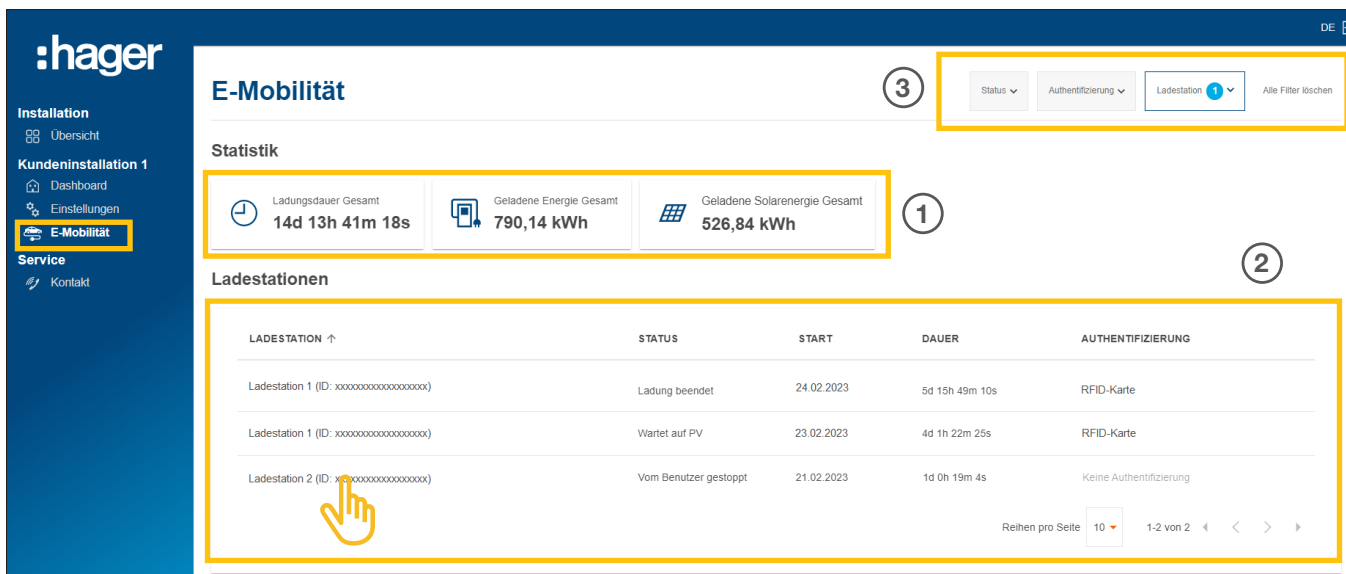 DE
:hager
Installation
Übersicht
Kundeninstallation 1
Dashboard
Einstellungen
E-Mobilität
Service
Kontakt
E-Mobilität
3
Status
Authentifizierung
Ladestation 1
Alle Filter löschen
Statistik
Ladungsdauer Gesamt
14d 13h 41m 18s
Geladene Energie Gesamt
790,14 kWh
Geladene Solarenergie Gesamt
526,84 kWh
1
2
Ladestationen
LADESTATION ↑ STATUS START DAUER AUTHENTIFIZIERUNG
Ladestation 1 (ID: xxxxxxxxxxxxxxxxxx) Ladung beendet 24.02.2023 5d 15h 49m 10s RFID-Karte
Ladestation 1 (ID: xxxxxxxxxxxxxxxxxx) Wartet auf PV 23.02.2023 4d 1h 22m 25s RFID-Karte
Ladestation 2 (ID: xxxxxxxxxxxxxxxxxx) Vom Benutzer gestoppt 21.02.2023 1d 0h 19m 4s Keine Authentifizierung
Reihen pro Seite 10 1-2 von 2